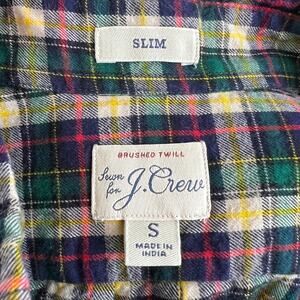 SLIM
BRUSHED TWILL
Sewn for J.Crew
S
MADE IN
INDIA